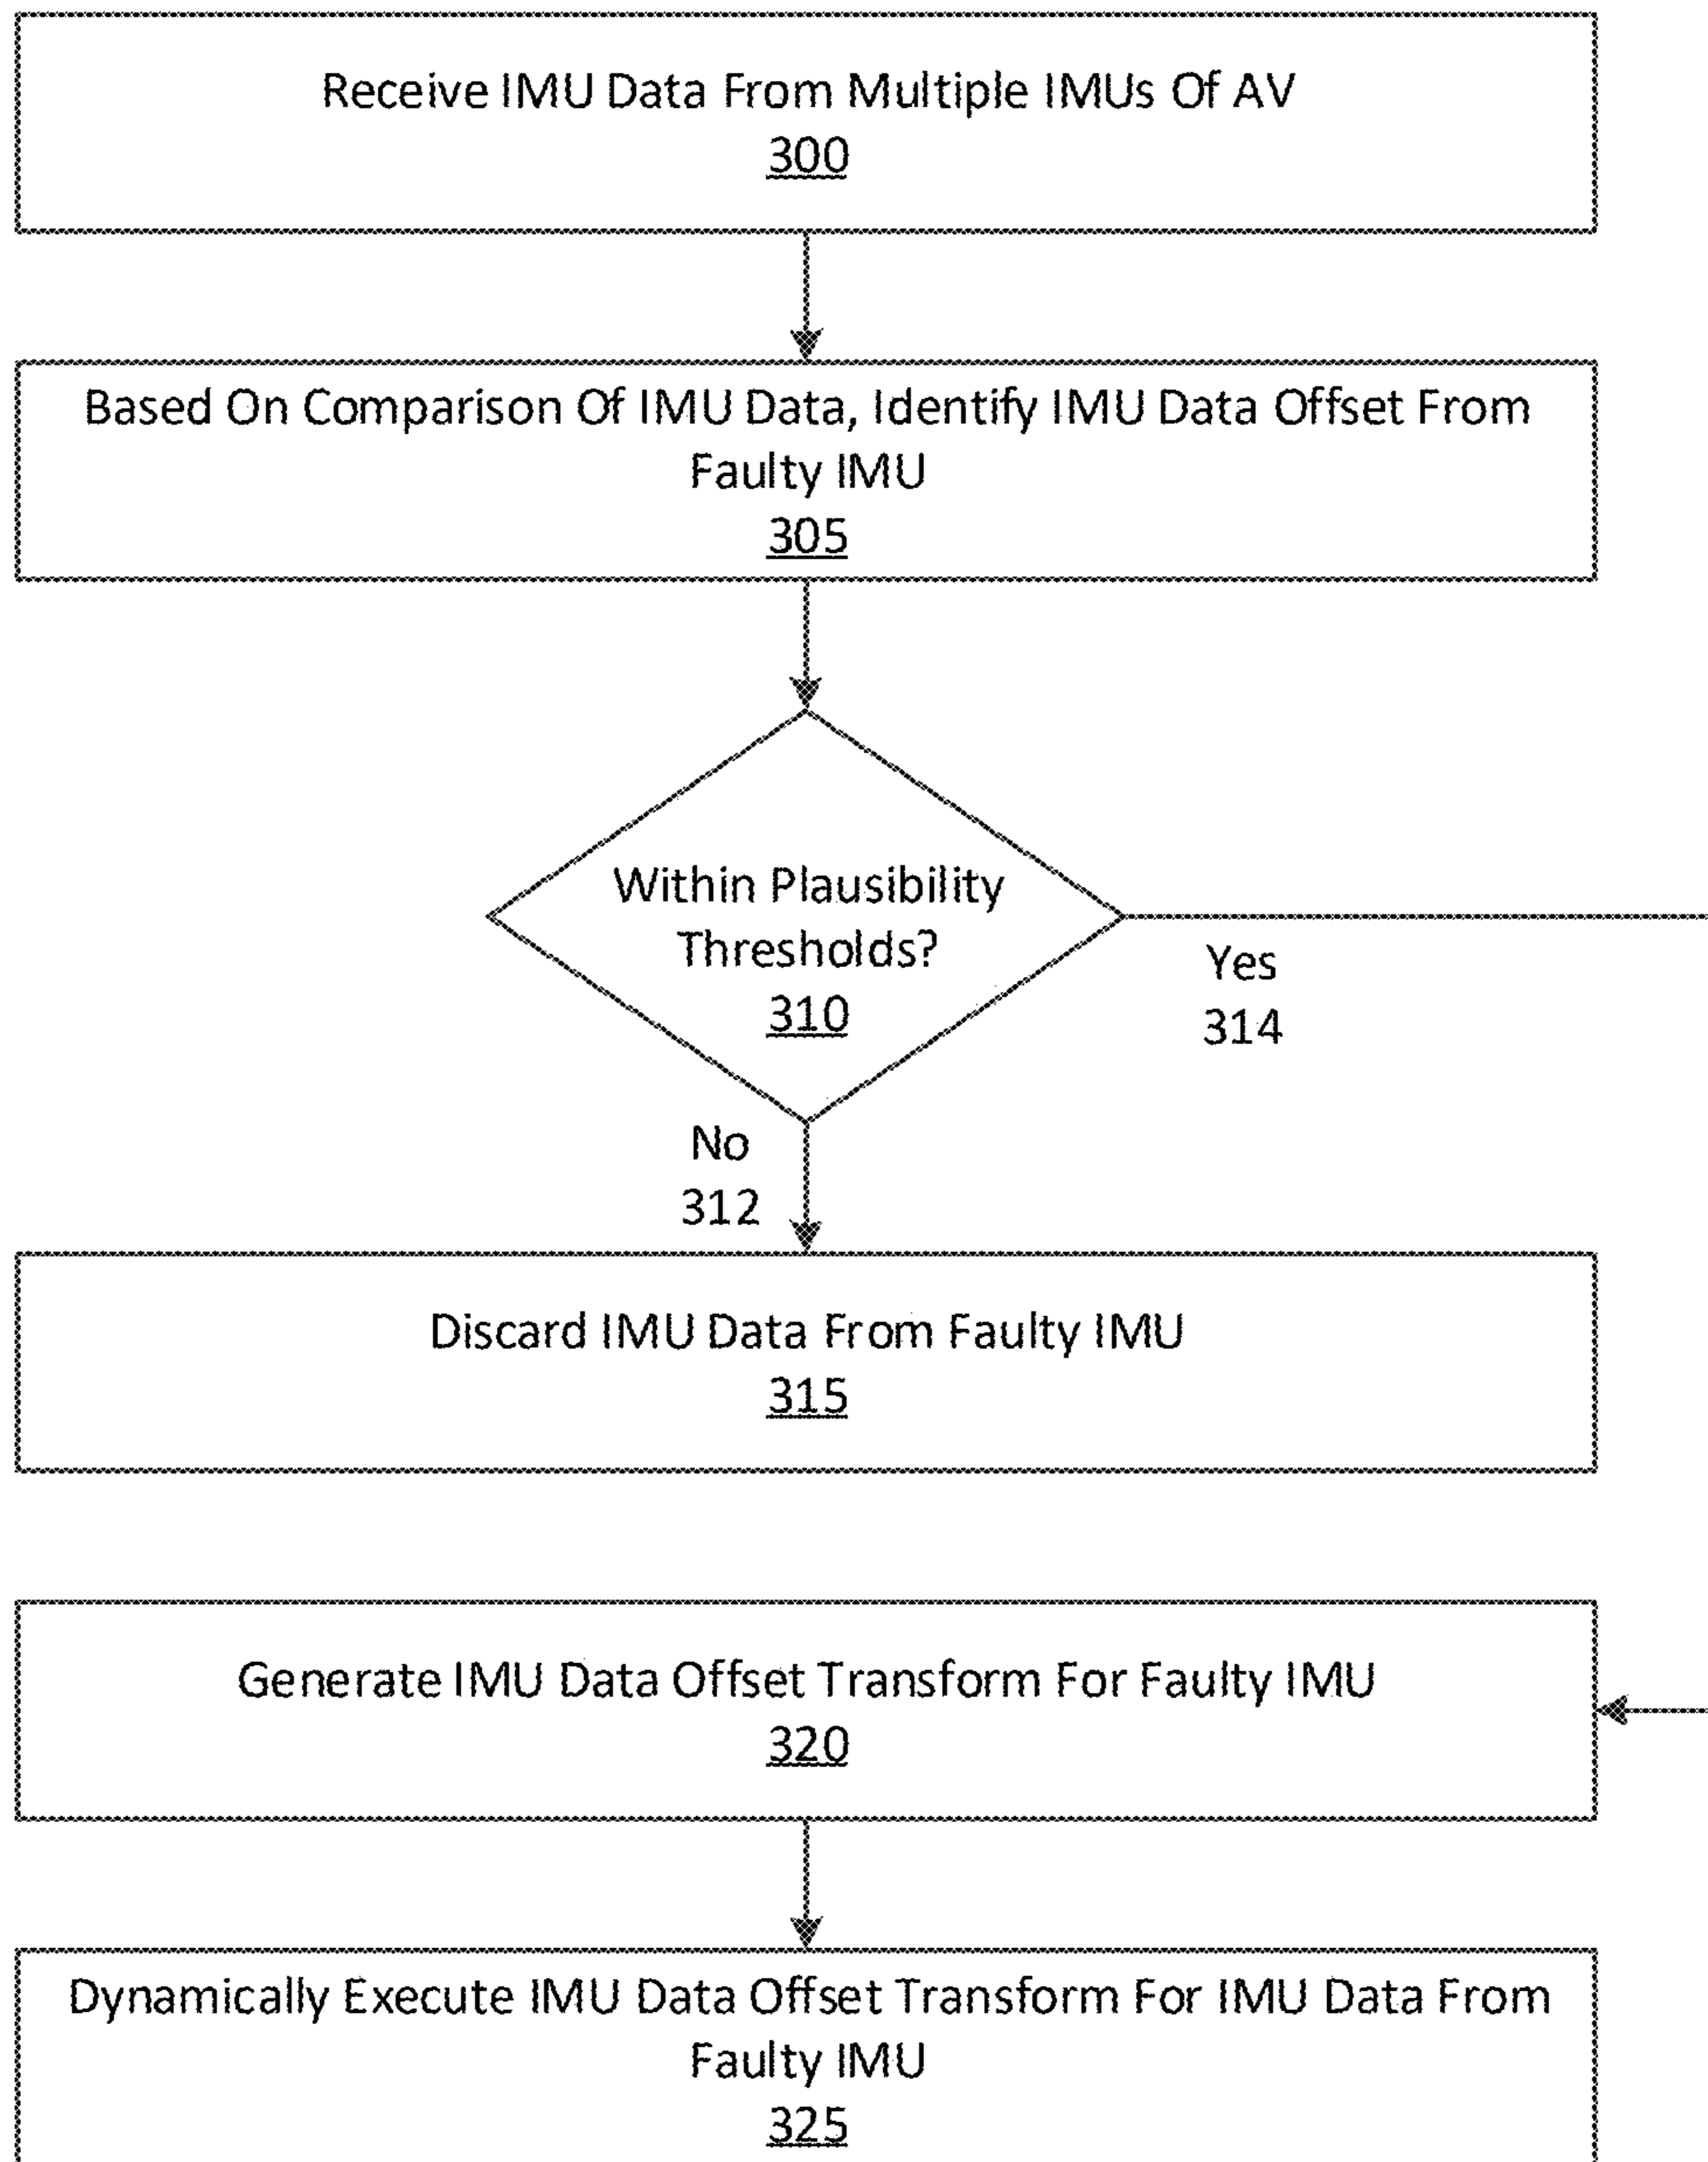 Receive IMU Data From Multiple IMUs Of AV
300
Based On Comparison Of IMU Data, Identify IMU Data Offset From
Faulty IMU
305
Within Plausibility
Thresholds?
310
Yes
314
No
312
Discard IMU Data From Faulty IMU
315
Generate IMU Data Offset Transform For Faulty IMU
320
Dynamically Execute IMU Data Offset Transform For IMU Data From
Faulty IMU
325